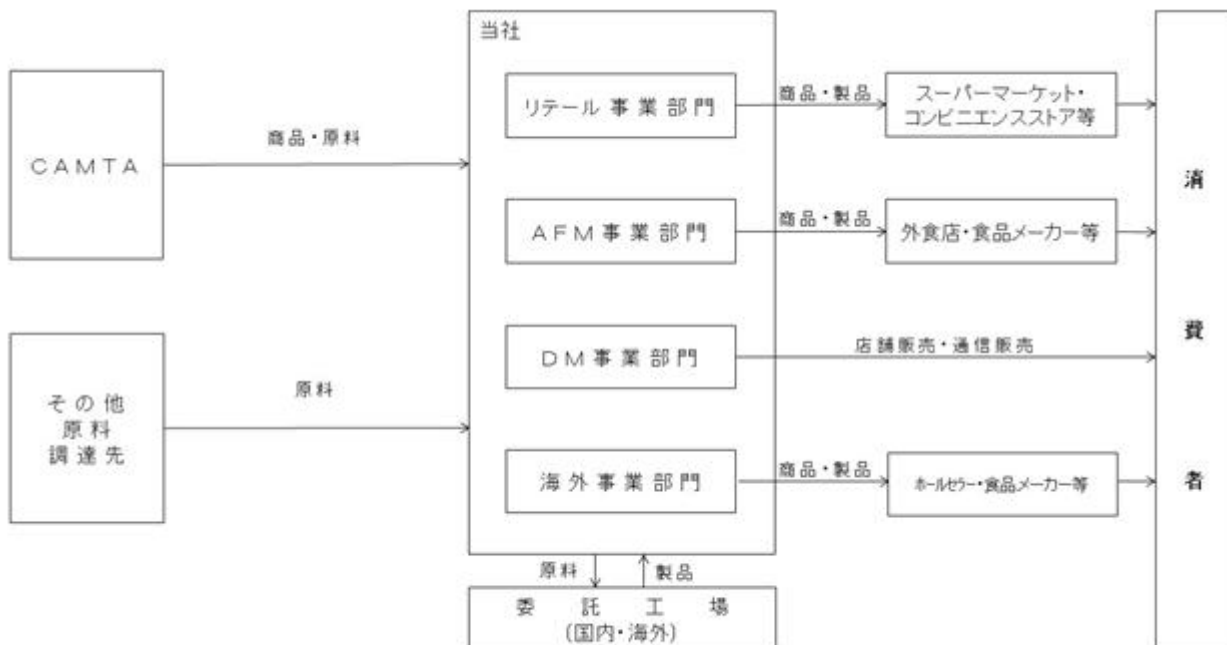 当社
CAMTA
商品・原料
リテール事業部門
商品・製品
スーパーマーケット・
コンビニエンスストア等
AFM事業部門
商品・製品
外食店・食品メーカー等
DM事業部門
店舗販売・通信販売
その他
原料
調達先
原料
海外事業部門
商品・製品
ホールセラー・食品メーカー等
消費者
原料
製品
委託工場
(国内・海外)